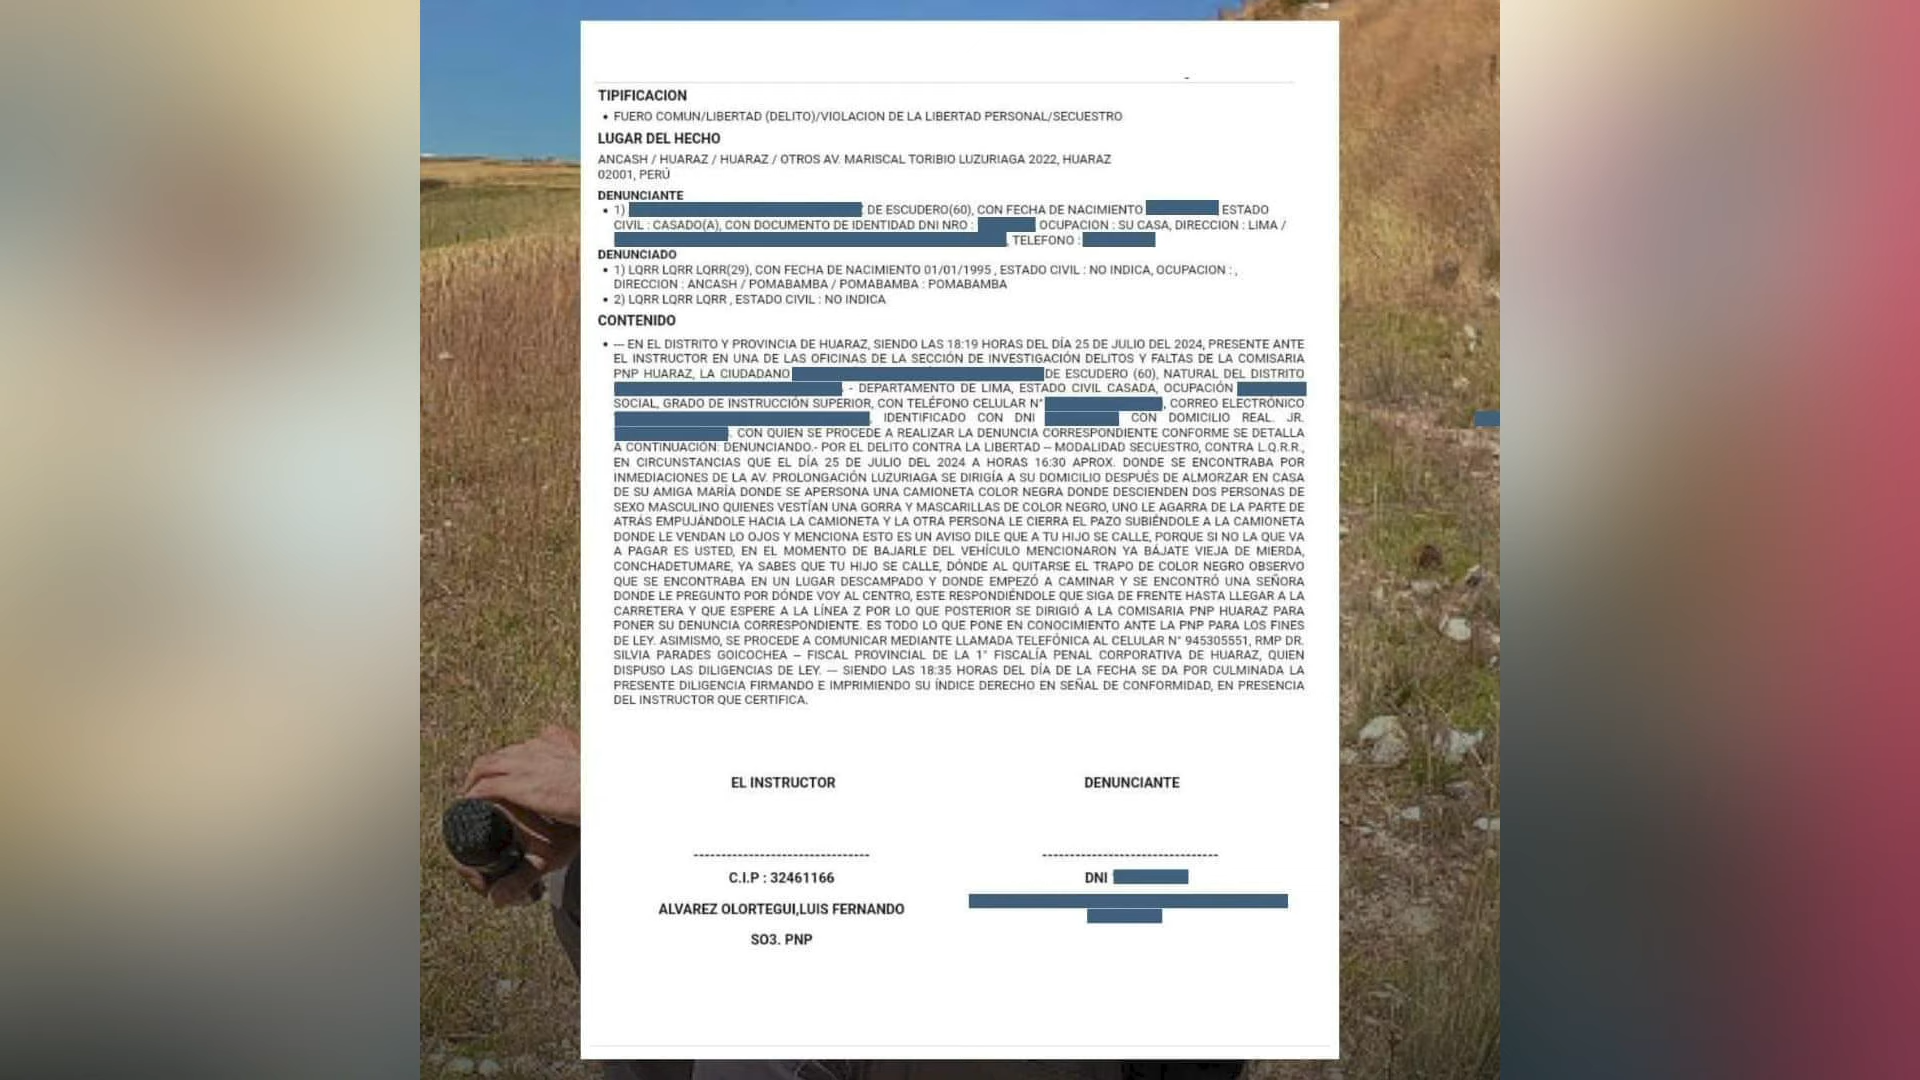 TIPIFICACION
• FUERO COMUN/LIBERTAD (DELITO)/VIOLACION DE LA LIBERTAD PERSONAL/SECUESTRO
LUGAR DEL HECHO
ANCASH / HUARAZ / HUARAZ / OTROS AV. MARISCAL TORIBIO LUZURIAGA 2022, HUARAZ
02001, PERÚ
DENUNCIANTE
• 1) DE ESCUDERO(60), CON FECHA DE NACIMIENTO ESTADO
CIVIL : CASADO(A), CON DOCUMENTO DE IDENTIDAD DNI NRO : OCUPACION : SU CASA, DIRECCION : LIMA /
, TELEFONO :
DENUNCIADO
• 1) LQRR LQRR LQRR(29), CON FECHA DE NACIMIENTO 01/01/1995 , ESTADO CIVIL : NO INDICA, OCUPACION : ,
DIRECCION : ANCASH / POMABAMBA / POMABAMBA : POMABAMBA
• 2) LQRR LQRR LQRR , ESTADO CIVIL : NO INDICA
CONTENIDO
• --- EN EL DISTRITO Y PROVINCIA DE HUARAZ, SIENDO LAS 18:19 HORAS DEL DÍA 25 DE JULIO DEL 2024, PRESENTE ANTE
EL INSTRUCTOR EN UNA DE LAS OFICINAS DE LA SECCIÓN DE INVESTIGACIÓN DELITOS Y FALTAS DE LA COMISARIA
PNP HUARAZ, LA CIUDADANO DE ESCUDERO (60), NATURAL DEL DISTRITO
- DEPARTAMENTO DE LIMA, ESTADO CIVIL CASADA, OCUPACIÓN
SOCIAL, GRADO DE INSTRUCCIÓN SUPERIOR, CON TELÉFONO CELULAR N° , CORREO ELECTRÓNICO
, IDENTIFICADO CON DNI CON DOMICILIO REAL. JR.
. CON QUIEN SE PROCEDE A REALIZAR LA DENUNCIA CORRESPONDIENTE CONFORME SE DETALLA
A CONTINUACIÓN: DENUNCIANDO.- POR EL DELITO CONTRA LA LIBERTAD – MODALIDAD SECUESTRO, CONTRA L.Q.R.R.,
EN CIRCUNSTANCIAS QUE EL DÍA 25 DE JULIO DEL 2024 A HORAS 16:30 APROX. DONDE SE ENCONTRABA POR
INMEDIACIONES DE LA AV. PROLONGACIÓN LUZURIAGA SE DIRIGÍA A SU DOMICILIO DESPUÉS DE ALMORZAR EN CASA
DE SU AMIGA MARÍA DONDE SE APERSONA UNA CAMIONETA COLOR NEGRA DONDE DESCIENDEN DOS PERSONAS DE
SEXO MASCULINO QUIENES VESTÍAN UNA GORRA Y MASCARILLAS DE COLOR NEGRO, UNO LE AGARRA DE LA PARTE DE
ATRÁS EMPUJÁNDOLE HACIA LA CAMIONETA Y LA OTRA PERSONA LE CIERRA EL PAZO SUBIÉNDOLE A LA CAMIONETA
DONDE LE VENDAN LO OJOS Y MENCIONA ESTO ES UN AVISO DILE QUE A TU HIJO SE CALLE, PORQUE SI NO LA QUE VA
A PAGAR ES USTED, EN EL MOMENTO DE BAJARLE DEL VEHÍCULO MENCIONARON YA BÁJATE VIEJA DE MIERDA,
CONCHADETUMARE, YA SABES QUE TU HIJO SE CALLE, DÓNDE AL QUITARSE EL TRAPO DE COLOR NEGRO OBSERVO
QUE SE ENCONTRABA EN UN LUGAR DESCAMPADO Y DONDE EMPEZÓ A CAMINAR Y SE ENCONTRÓ UNA SEÑORA
DONDE LE PREGUNTO POR DÓNDE VOY AL CENTRO, ESTE RESPONDIÉNDOLE QUE SIGA DE FRENTE HASTA LLEGAR A LA
CARRETERA Y QUE ESPERE A LA LÍNEA Z POR LO QUE POSTERIOR SE DIRIGIÓ A LA COMISARIA PNP HUARAZ PARA
PONER SU DENUNCIA CORRESPONDIENTE. ES TODO LO QUE PONE EN CONOCIMIENTO ANTE LA PNP PARA LOS FINES
DE LEY. ASIMISMO, SE PROCEDE A COMUNICAR MEDIANTE LLAMADA TELEFÓNICA AL CELULAR N° 945305551, RMP DR.
SILVIA PARADES GOICOCHEA – FISCAL PROVINCIAL DE LA 1° FISCALÍA PENAL CORPORATIVA DE HUARAZ, QUIEN
DISPUSO LAS DILIGENCIAS DE LEY. --- SIENDO LAS 18:35 HORAS DEL DÍA DE LA FECHA SE DA POR CULMINADA LA
PRESENTE DILIGENCIA FIRMANDO E IMPRIMIENDO SU ÍNDICE DERECHO EN SEÑAL DE CONFORMIDAD, EN PRESENCIA
DEL INSTRUCTOR QUE CERTIFICA.
EL INSTRUCTOR DENUNCIANTE
-------------------------------- --------------------------------
C.I.P : 32461166 DNI
ALVAREZ OLORTEGUI,LUIS FERNANDO
SO3. PNP